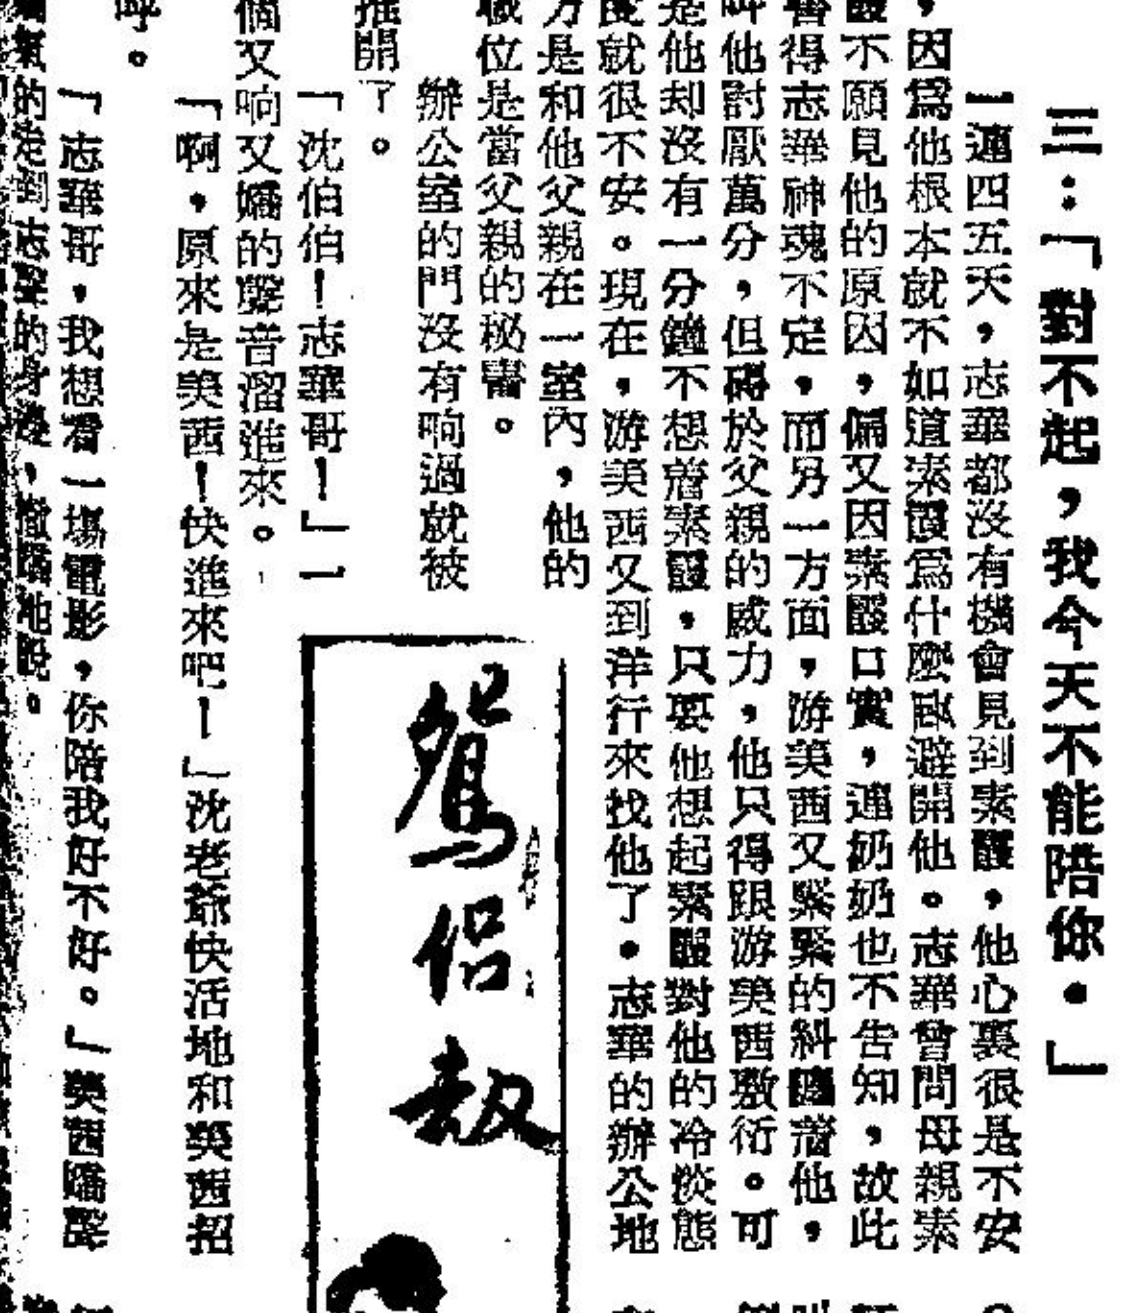 三：「對不起，我今天不能陪你。」
一連四五天，志華都沒有機會見到素霞，他心裏很是不安
，因爲他根本就不如道素霞爲什麼故避開他。志華曾問母親素
霞不願見他的原因，偏又因素霞口實，連奶奶也不告知，故此
害得志華神魂不定，而另一方面，游美西又緊緊的糾纏着他，
叫他討厭萬分，但礙於父親的威力，他只得跟游美茜敷衍。可
是他却沒有一分鐘不想着素霞，只要他想起素霞對他的冷淡態
度就很不安。現在，游美西又到洋行來找他了。志華的辦公地
方是和他父親在一室內，他的
職位是當父親的秘書。
辦公室的門沒有响過就被
推開了。
「沈伯伯！志華哥！」一
個又响又嬌的聲音溜進來。
「啊，原來是美茜！快進來吧！」沈老爺快活地和美茜招
呼。
「志華哥，我想看一塲電影，你陪我好不好。」美茜嬌聲
氣的走到志華的身邊，撒嬌地說。
鴛侶劫